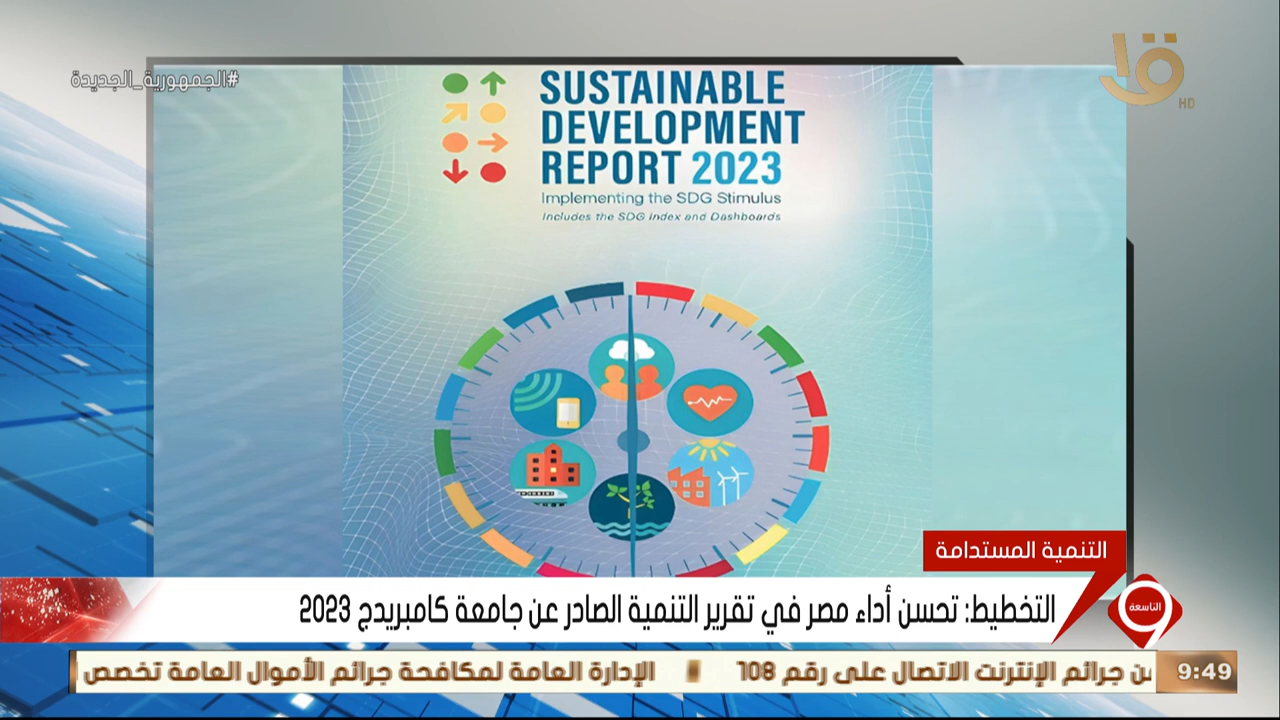 #الجمهورية_الجديدة
HD
SUSTAINABLE
DEVELOPMENT
REPORT 2023
Implementing the SDG Stimulus
Includes the SDG Index and Dashboards
التنمية المستدامة
التاسعة
9
التخطيط: تحسن أداء مصر في تقرير التنمية الصادر عن جامعة كامبريدج 2023
9:49
جرائم الإنترنت الاتصال على رقم 108
الإدارة العامة لمكافحة جرائم الأموال العامة تخصص